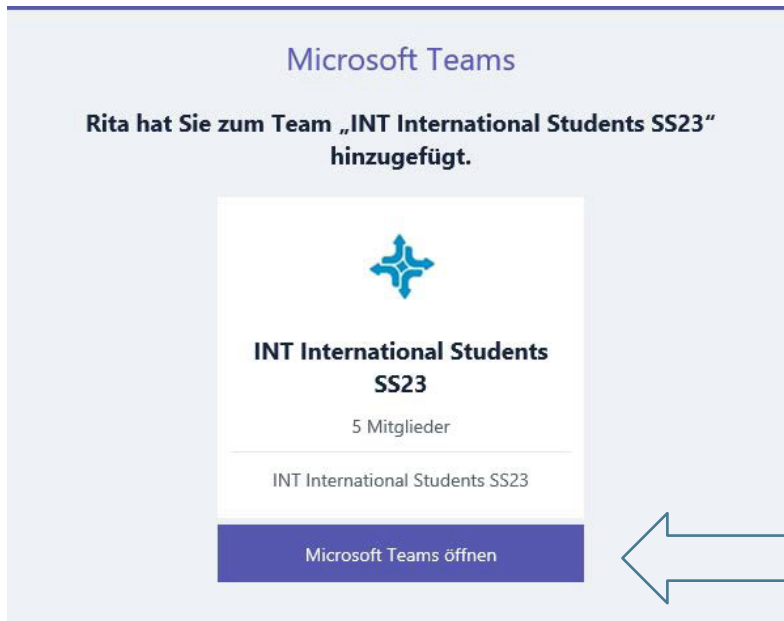 Microsoft Teams
Rita hat Sie zum Team „INT International Students SS23“
hinzugefügt.
INT International Students
SS23
5 Mitglieder
INT International Students SS23
Microsoft Teams öffnen